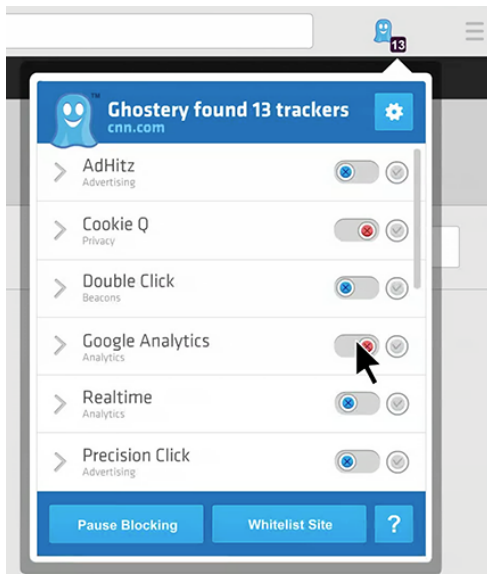 13
Ghostery found 13 trackers
cnn.com
TM
AdHitz
Advertising
Cookie Q
Privacy
Double Click
Beacons
Google Analytics
Analytics
Realtime
Analytics
Precision Click
Advertising
Pause Blocking
Whitelist Site
?